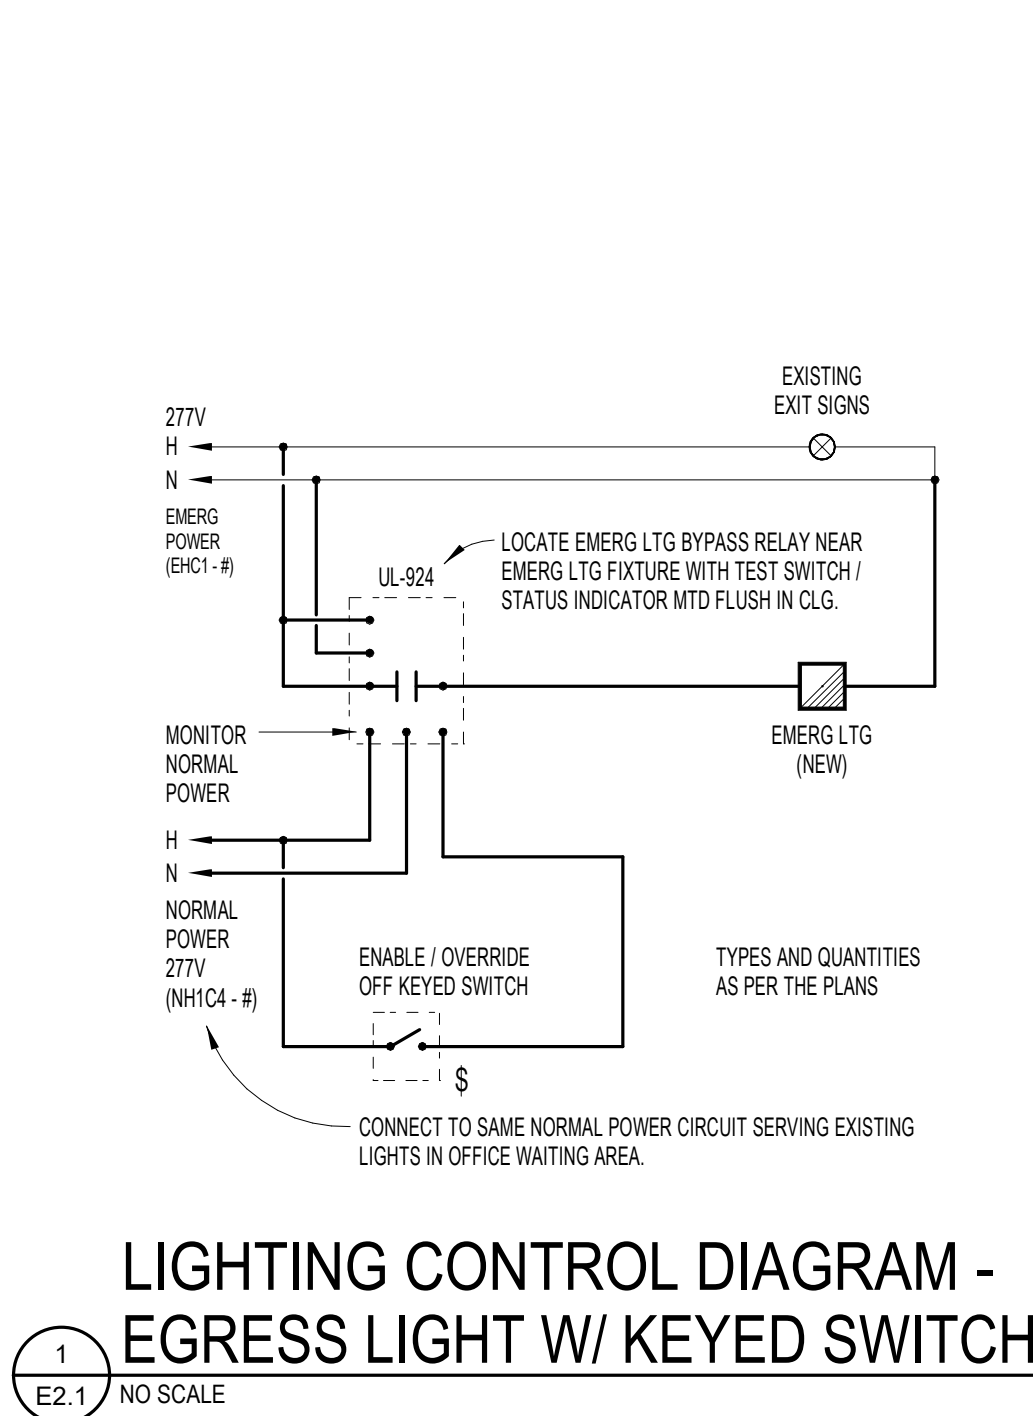 EXISTING
EXIT SIGNS
277V
H
N
EMERG
POWER
(EHC1 - #)
UL-924
LOCATE EMERG LTG BYPASS RELAY NEAR
EMERG LTG FIXTURE WITH TEST SWITCH /
STATUS INDICATOR MTD FLUSH IN CLG.
MONITOR
NORMAL
POWER
EMERG LTG
(NEW)
H
N
NORMAL
POWER
277V
(NH1C4 - #)
ENABLE / OVERRIDE
OFF KEYED SWITCH
$
TYPES AND QUANTITIES
AS PER THE PLANS
CONNECT TO SAME NORMAL POWER CIRCUIT SERVING EXISTING
LIGHTS IN OFFICE WAITING AREA.
LIGHTING CONTROL DIAGRAM -
EGRESS LIGHT W/ KEYED SWITCH
1
E2.1
NO SCALE